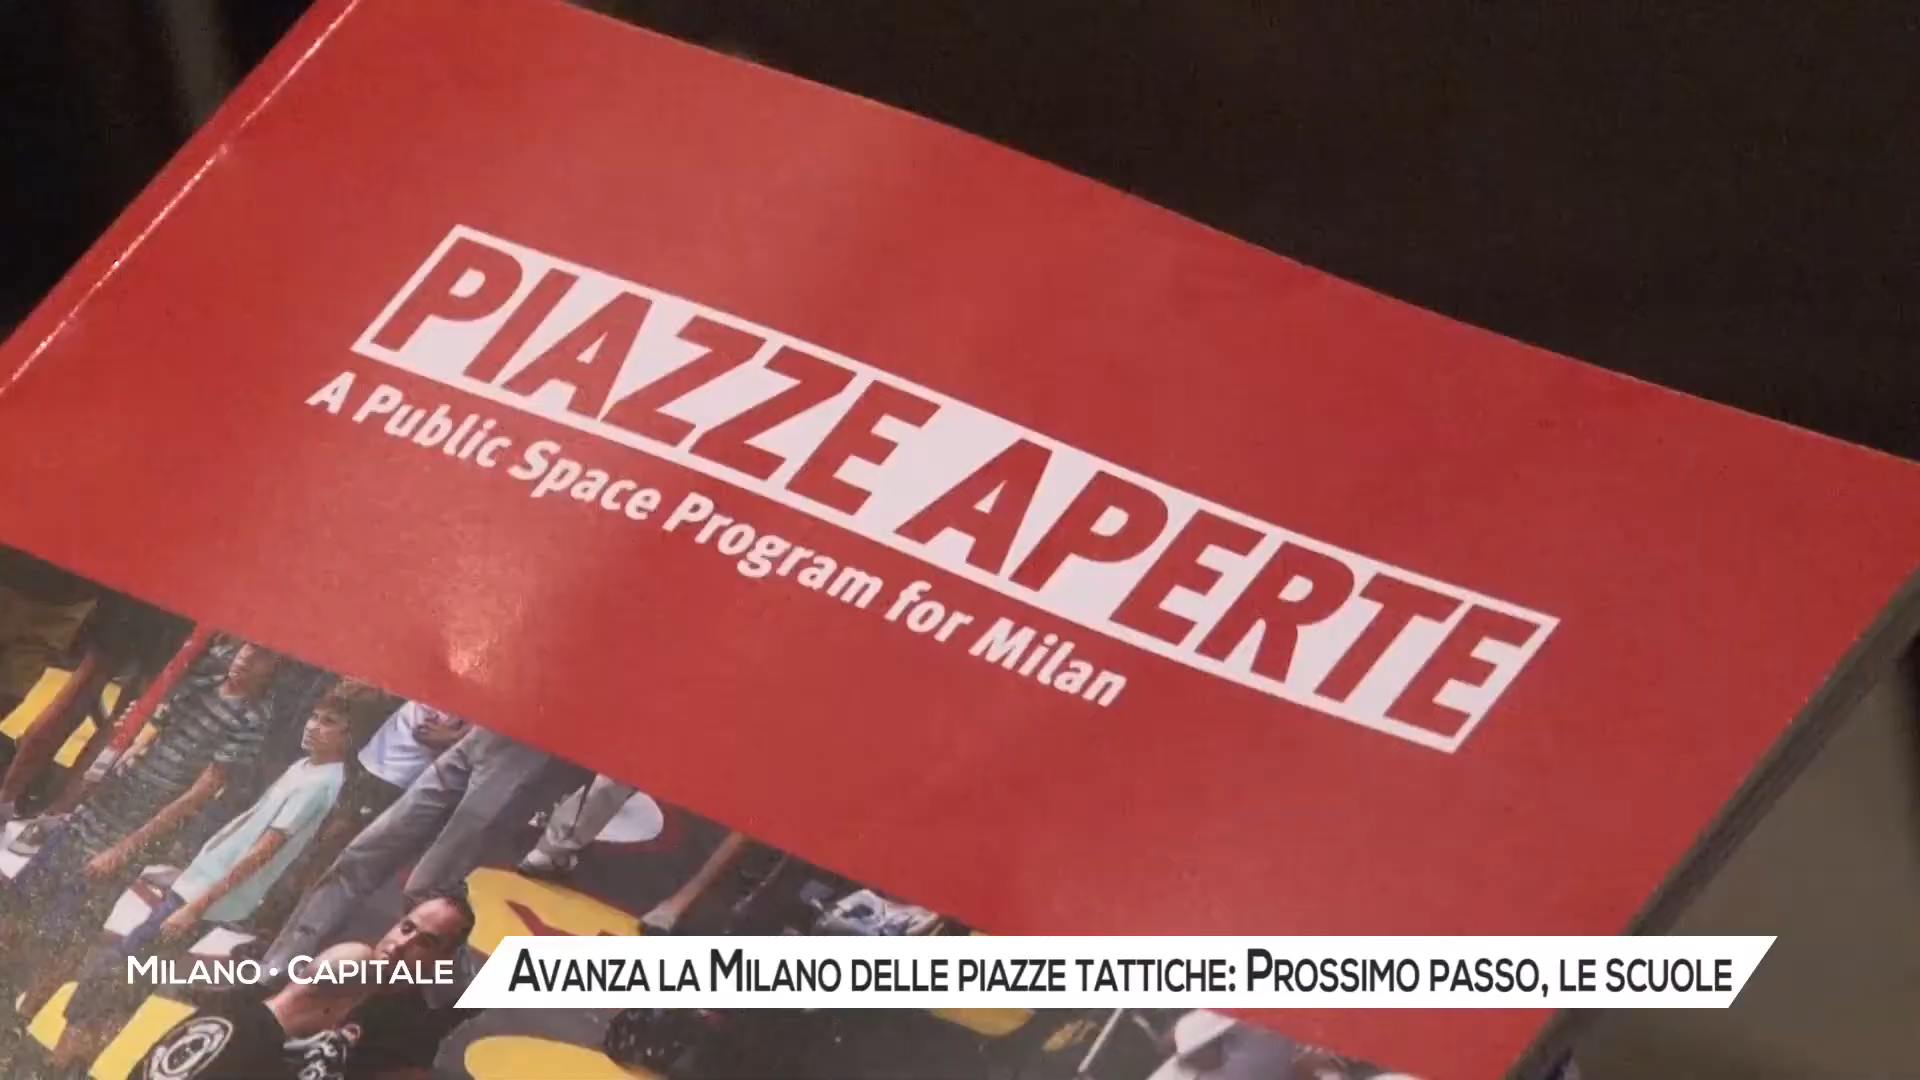 PIAZZE APERTE
A Public Space Program for Milan
MILANO • CAPITALE
AVANZA LA MILANO DELLE PIAZZE TATTICHE: PROSSIMO PASSO, LE SCUOLE